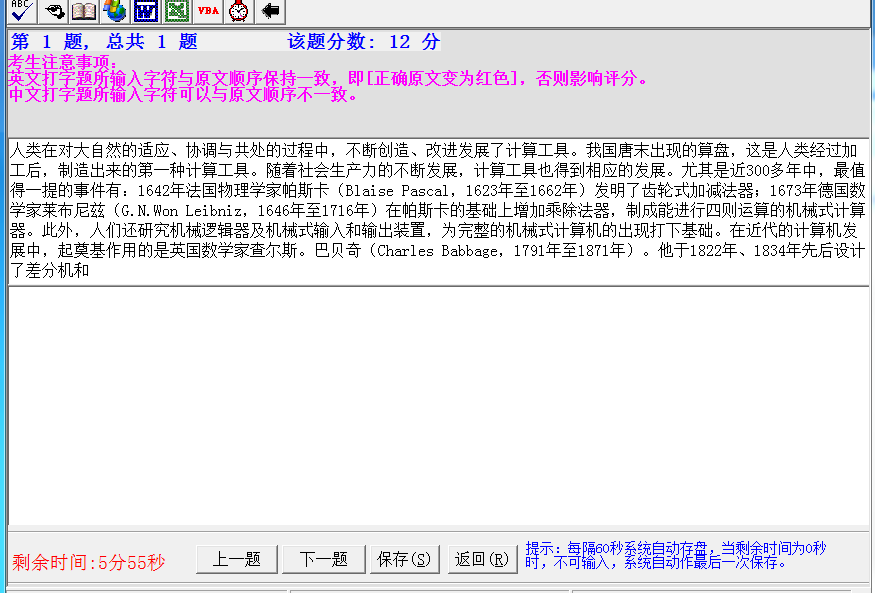 ABC W VBA
第 1 题, 总共 1 题 该题分数: 12 分
考生注意事项:
英文打字题所输入字符与原文顺序保持一致，即[正确原文变为红色]，否则影响评分。
中文打字题所输入字符可以与原文顺序不一致。
人类在对大自然的适应、协调与共处的过程中，不断创造、改进发展了计算工具。我国唐末出现的算盘，这是人类经过加
工后，制造出来的第一种计算工具。随着社会生产力的不断发展，计算工具也得到相应的发展。尤其是近300多年中，最值
得一提的事件有：1642年法国物理学家帕斯卡（Blaise Pascal，1623年至1662年）发明了齿轮式加减法器；1673年德国数
学家莱布尼兹（G.N.Won Leibniz，1646年至1716年）在帕斯卡的基础上增加乘除法器，制成能进行四则运算的机械式计算
器。此外，人们还研究机械逻辑器及机械式输入和输出装置，为完整的机械式计算机的出现打下基础。在近代的计算机发
展中，起奠基作用的是英国数学家查尔斯。巴贝奇（Charles Babbage，1791年至1871年）。他于1822年、1834年先后设计
了差分机和
剩余时间:5分55秒 上一题 下一题 保存(S) 返回(R)
提示：每隔60秒系统自动存盘，当剩余时间为0秒
时，不可输入，系统自动作最后一次保存。